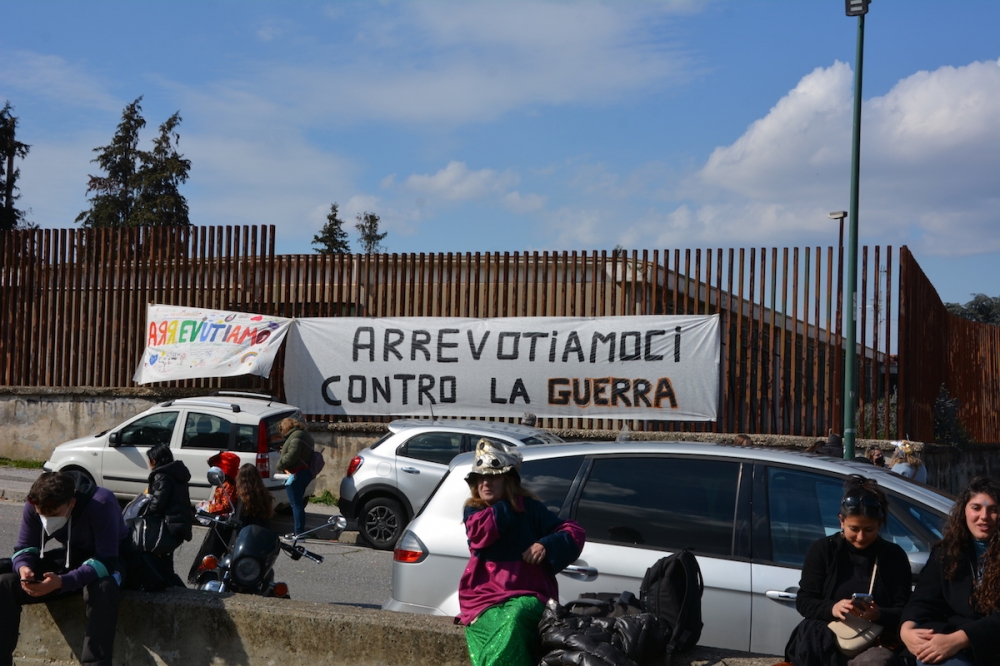 ARREVUTIAMO
ARREVOTIAMOCI
CONTRO LA GUERRA